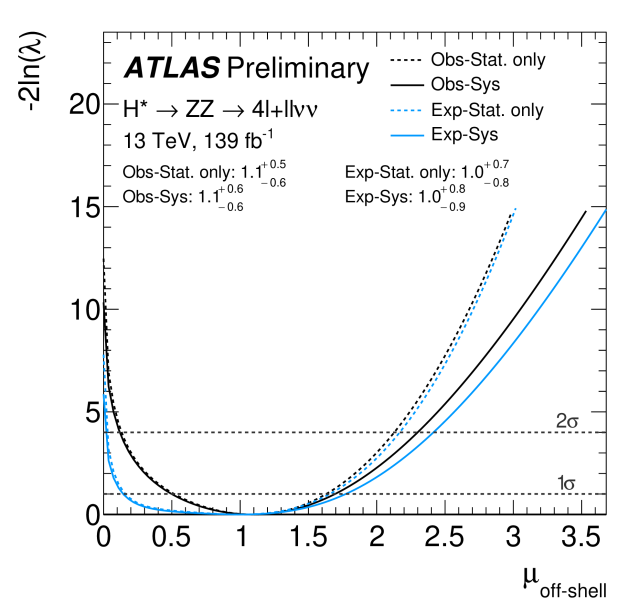 -2ln(λ)
ATLAS Preliminary
H* → ZZ → 4l+llνν
13 TeV, 139 fb⁻¹
Obs-Stat. only: 1.1 +0.5 −0.6
Obs-Sys: 1.1 +0.6 −0.6
Exp-Stat. only: 1.0 +0.7 −0.8
Exp-Sys: 1.0 +0.8 −0.9
Obs-Stat. only
Obs-Sys
Exp-Stat. only
Exp-Sys
20
15
10
5
0
2σ
1σ
0 0.5 1 1.5 2 2.5 3 3.5
μ off-shell